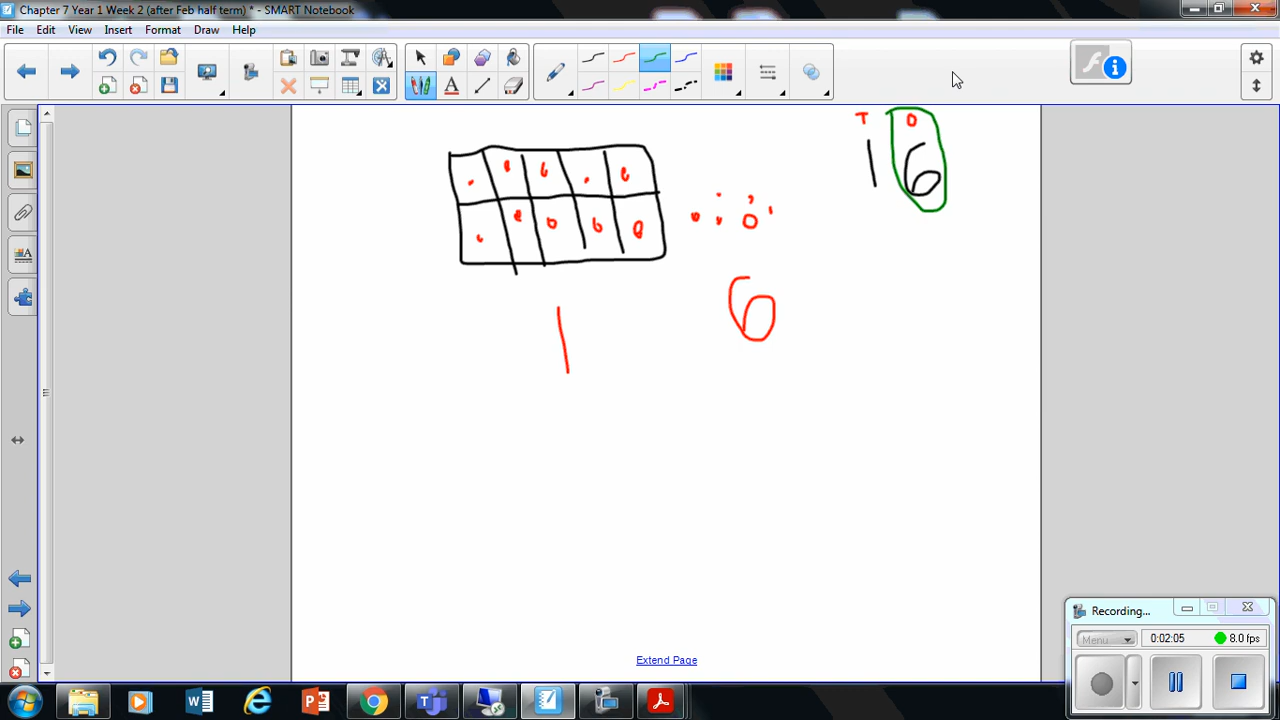 Chapter 7 Year 1 Week 2 (after Feb half term) * - SMART Notebook
File Edit View Insert Format Draw Help
T O
1 6
1 6
Extend Page
Recording...
Menu 0:02:05 8.0 fps